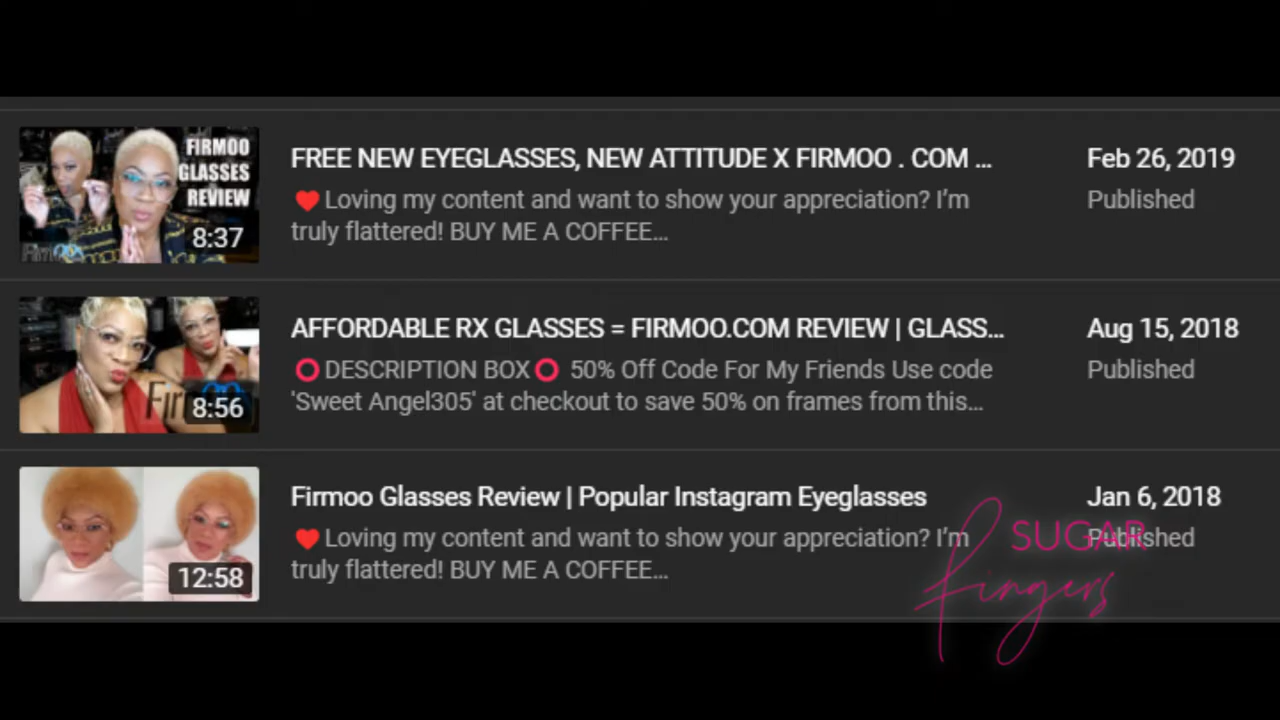 FIRMOO
GLASSES
REVIEW
8:37
FREE NEW EYEGLASSES, NEW ATTITUDE X FIRMOO . COM ...
Feb 26, 2019
❤️Loving my content and want to show your appreciation? I’m
Published
truly flattered! BUY ME A COFFEE...
8:56
AFFORDABLE RX GLASSES = FIRMOO.COM REVIEW | GLASS...
Aug 15, 2018
⭕DESCRIPTION BOX⭕ 50% Off Code For My Friends Use code
Published
'Sweet Angel305' at checkout to save 50% on frames from this...
12:58
Firmoo Glasses Review | Popular Instagram Eyeglasses
Jan 6, 2018
❤️Loving my content and want to show your appreciation? I’m
Published
truly flattered! BUY ME A COFFEE...
SUGAR
fingers